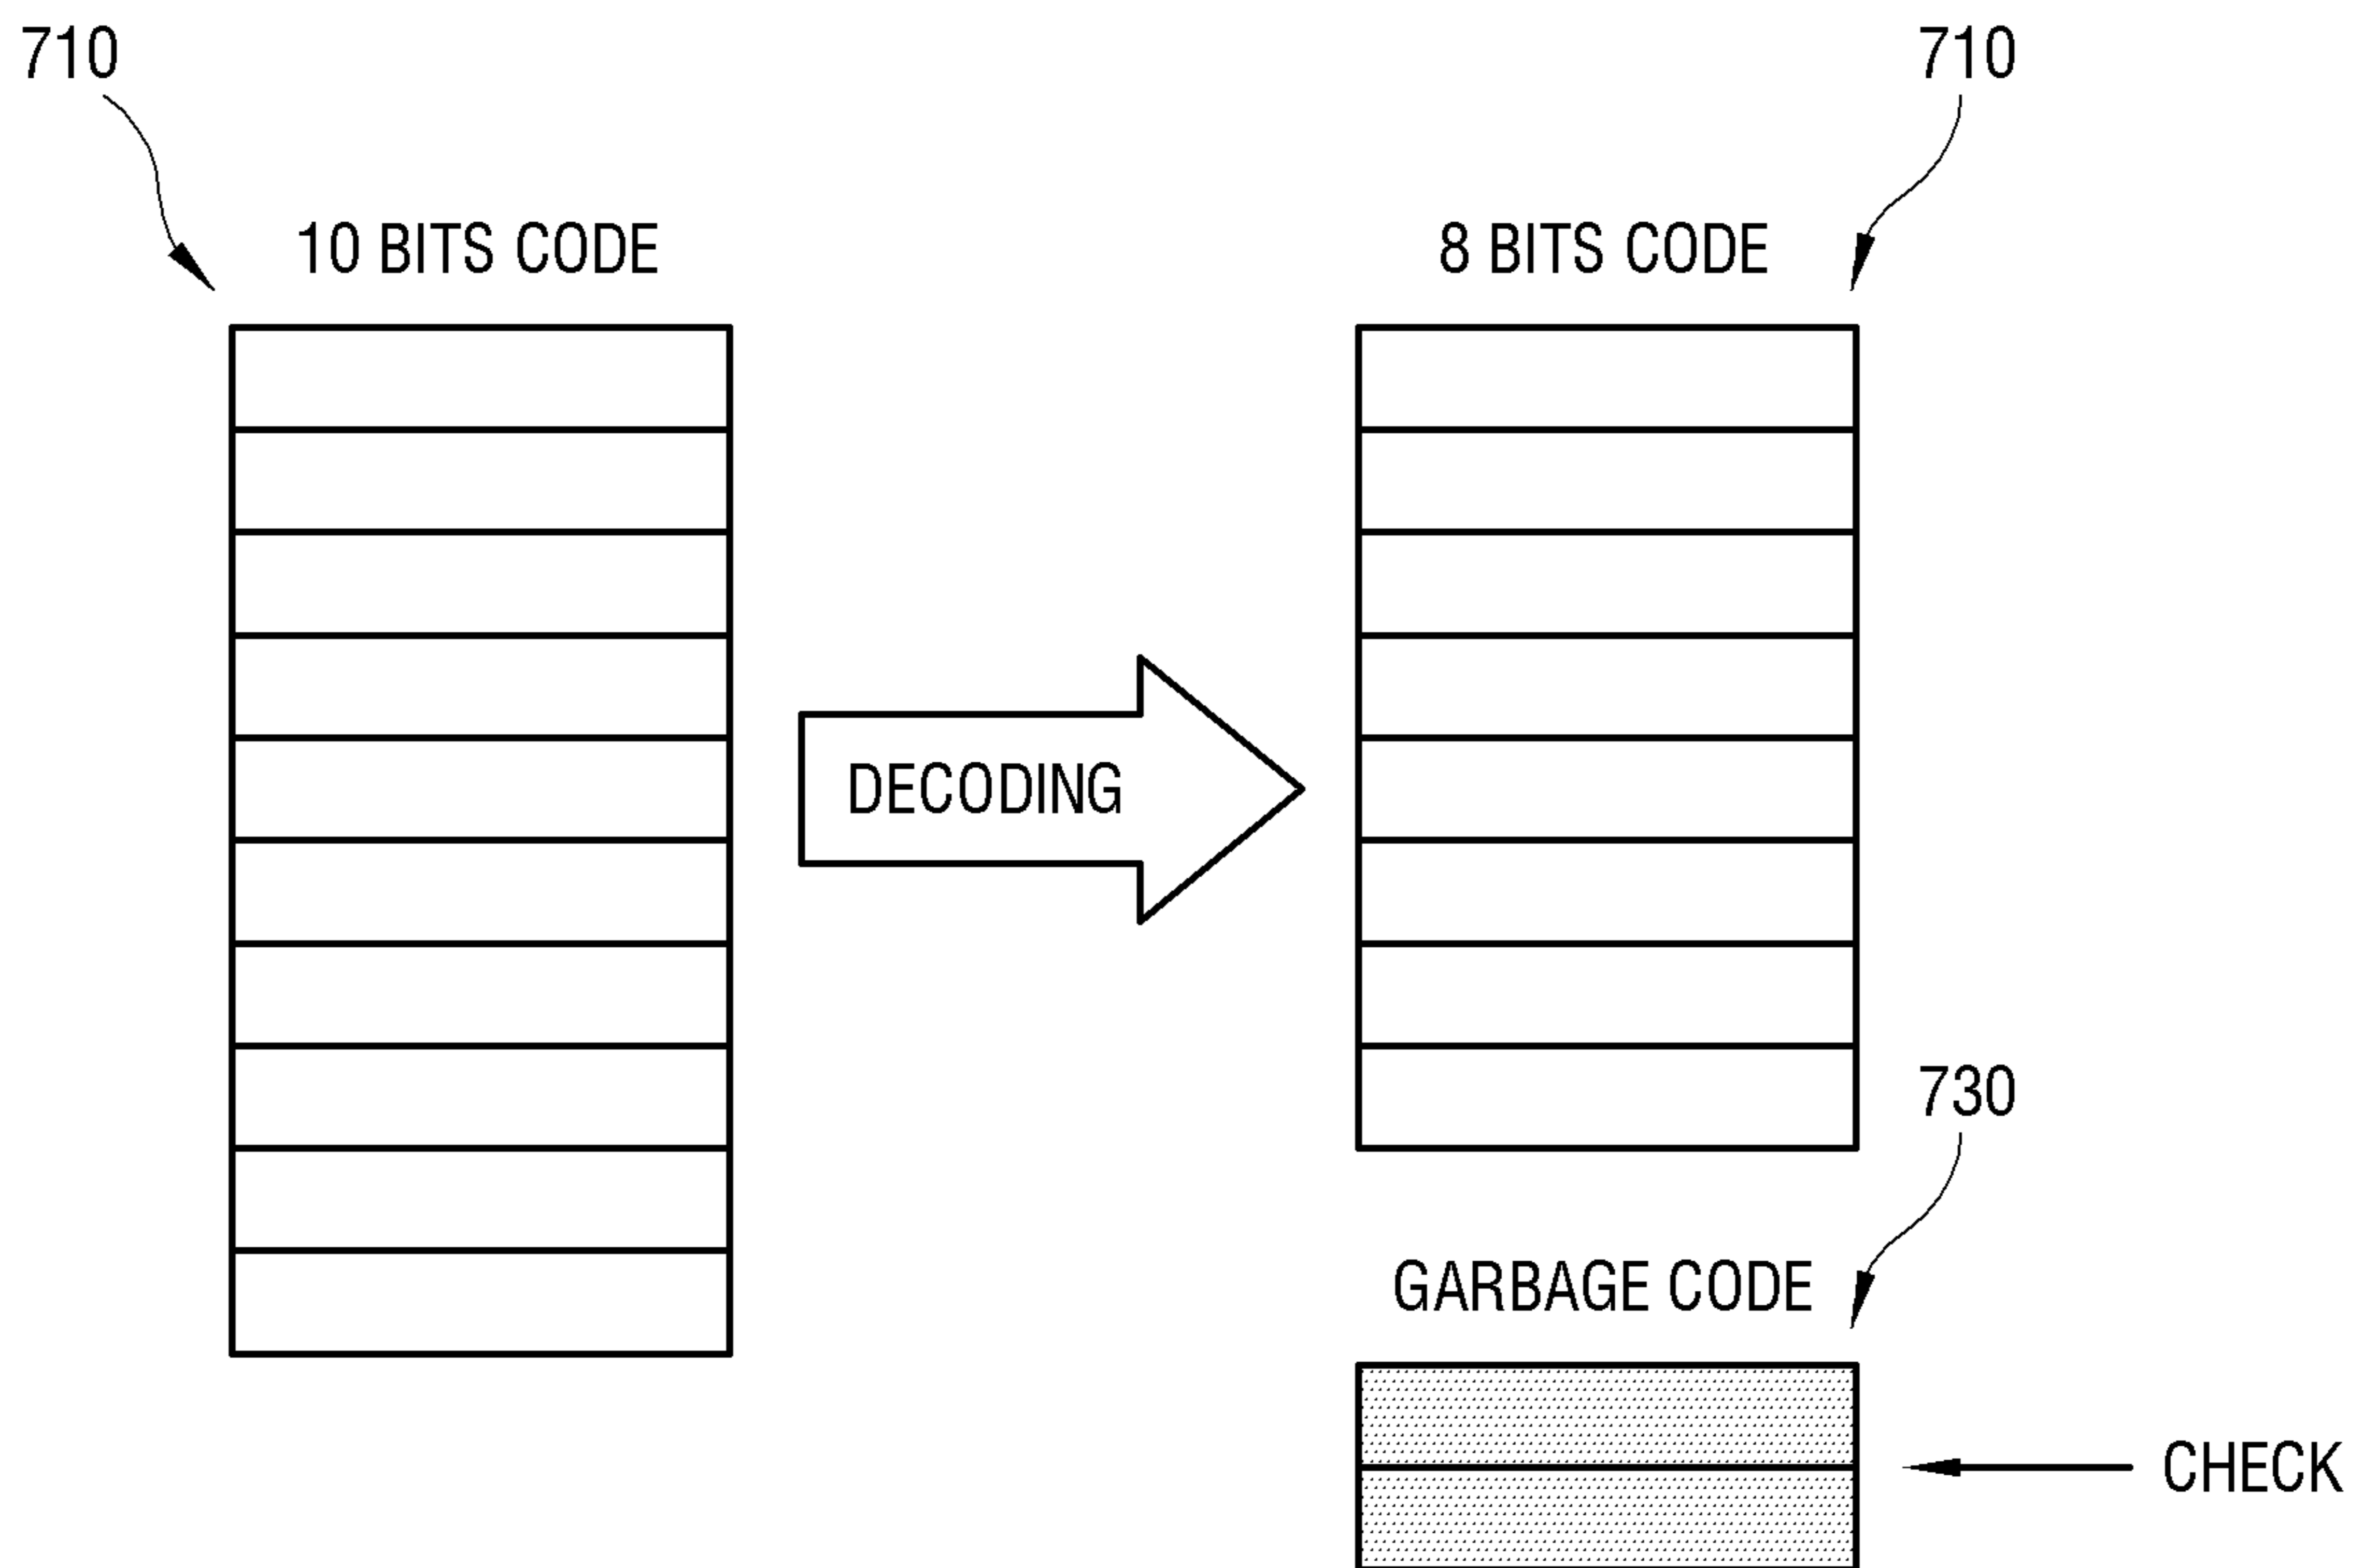 710
710
10 BITS CODE
8 BITS CODE
DECODING
730
GARBAGE CODE
CHECK